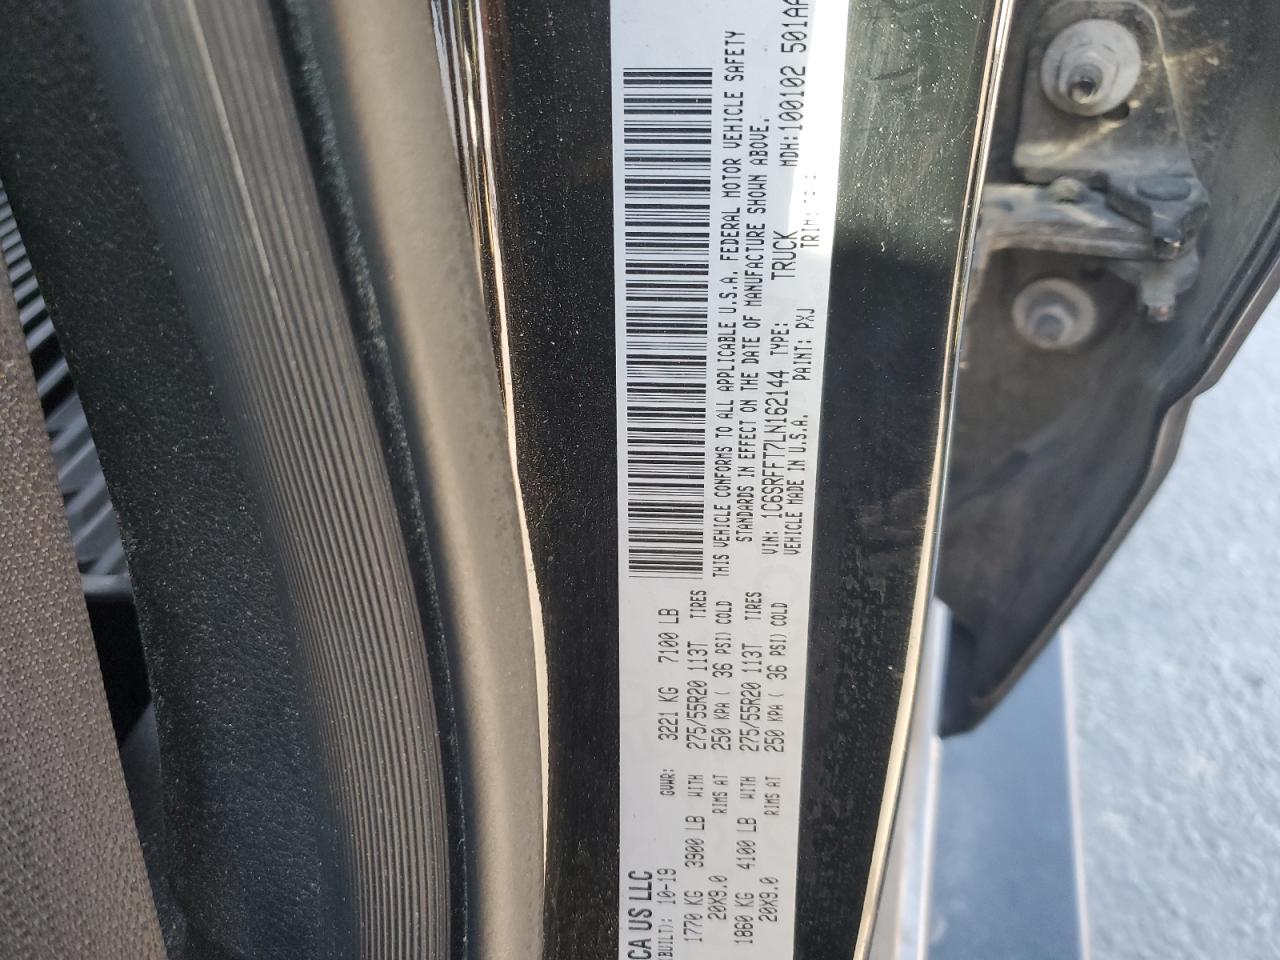 CA US LLC
BUILT): 10-19 GVWR: 3221 KG 7100 LB
1770 KG 3900 LB WITH 275/55R20 113T TIRES
20X9.0 RIMS AT 250 KPA ( 36 PSI) COLD
1860 KG 4100 LB WITH 275/55R20 113T TIRES
20X9.0 RIMS AT 250 KPA ( 36 PSI) COLD
THIS VEHICLE CONFORMS TO ALL APPLICABLE U.S.A. FEDERAL MOTOR VEHICLE SAFETY
STANDARDS IN EFFECT ON THE DATE OF MANUFACTURE SHOWN ABOVE.
VIN: 1C6SRFFT7LN162144 TYPE: TRUCK MDH:100102 501AA
VEHICLE MADE IN U.S.A. PAINT: PXJ TRIM: